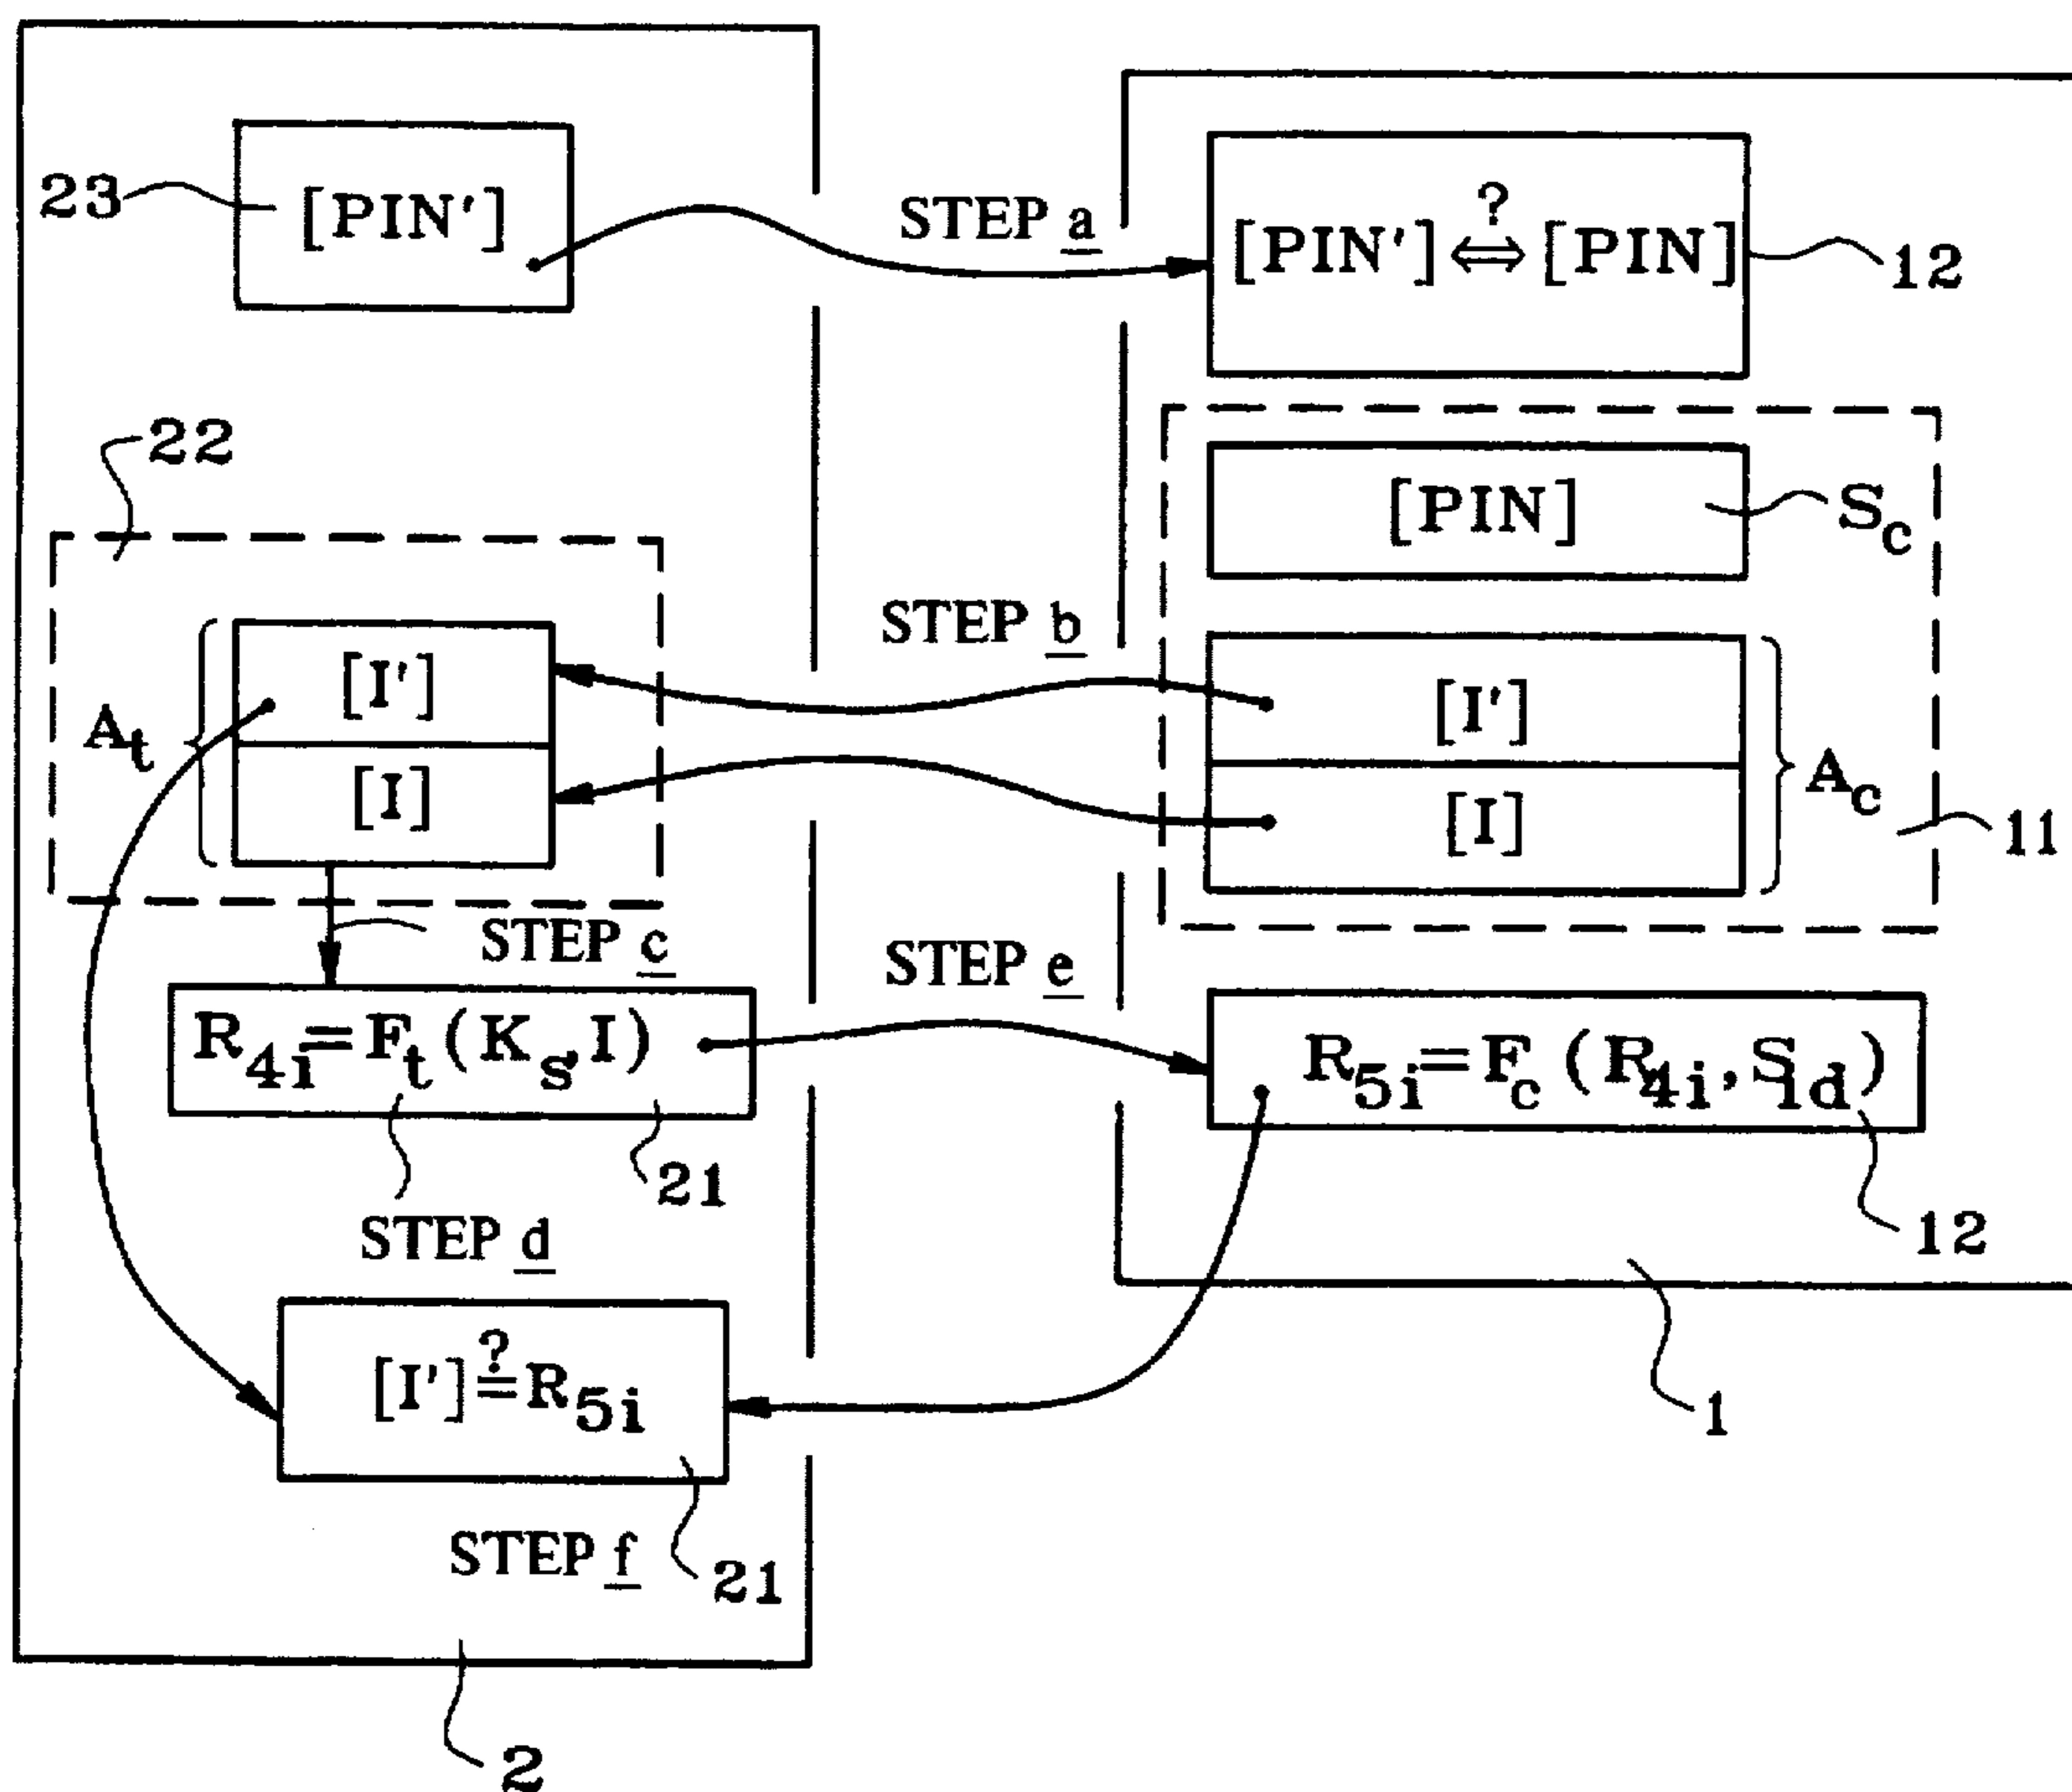 23
[PIN']
STEP a
[PIN'] ?⇔ [PIN]
12
22
[PIN]
Sc
STEP b
At
[I']
[I]
[I']
[I]
Ac
11
STEP c
STEP e
R4i=Ft(Ks,I)
R5i=Fc(R4i,Sid)
21
12
STEP d
[I'] ?= R5i
1
STEP f
21
2